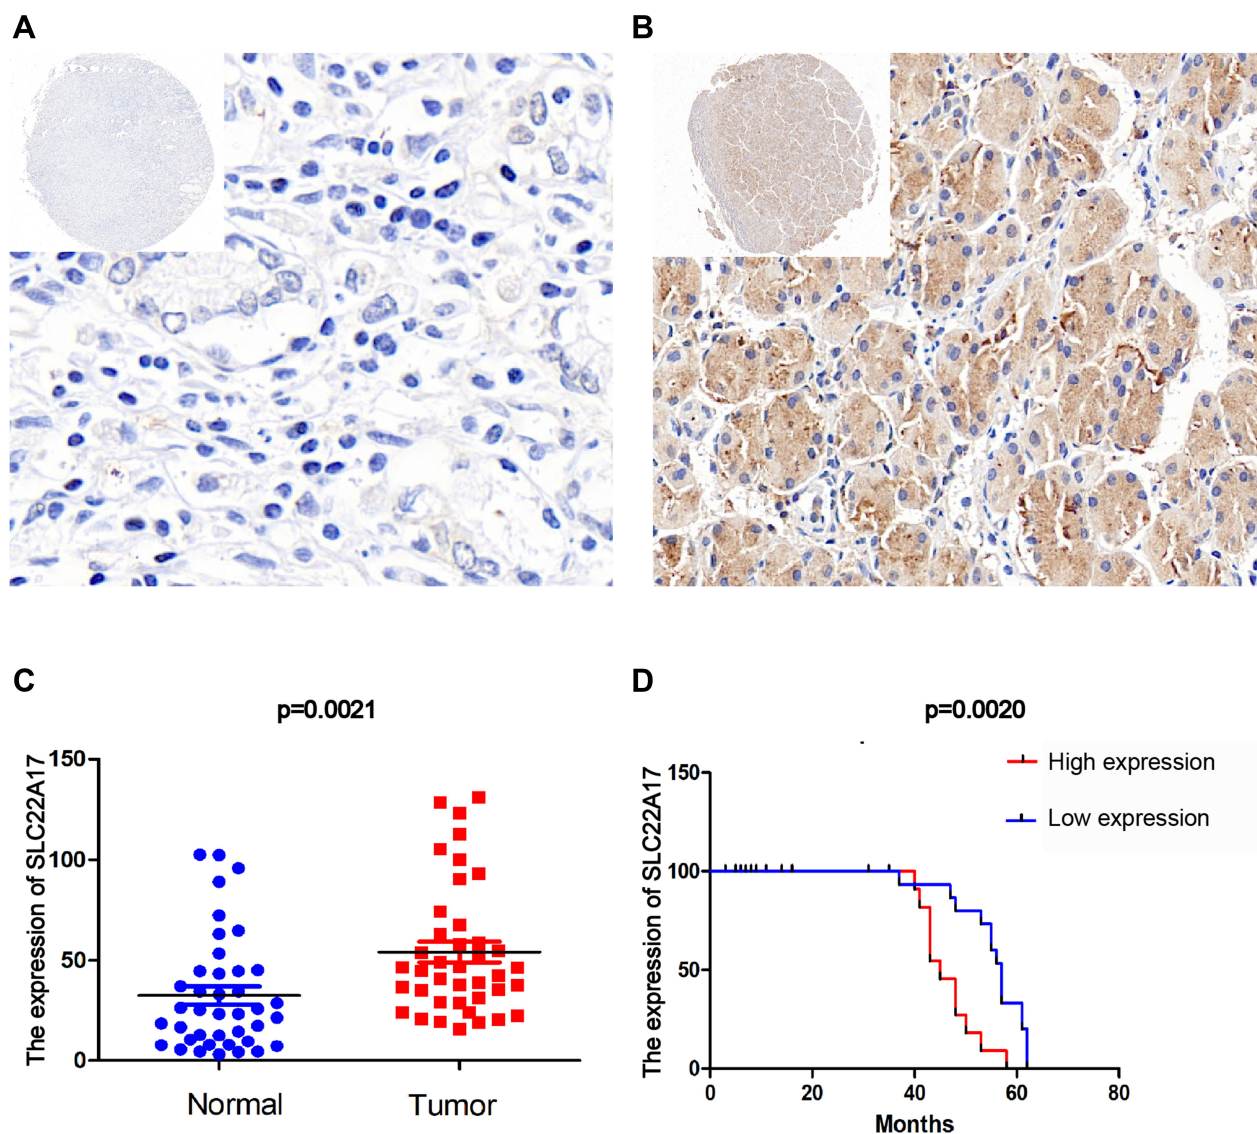 A
B
C
p=0.0021
The expression of SLC22A17
150
100
50
0
Normal
Tumor
D
p=0.0020
High expression
Low expression
The expression of SLC22A17
150
100
50
0
0
20
40
60
80
Months